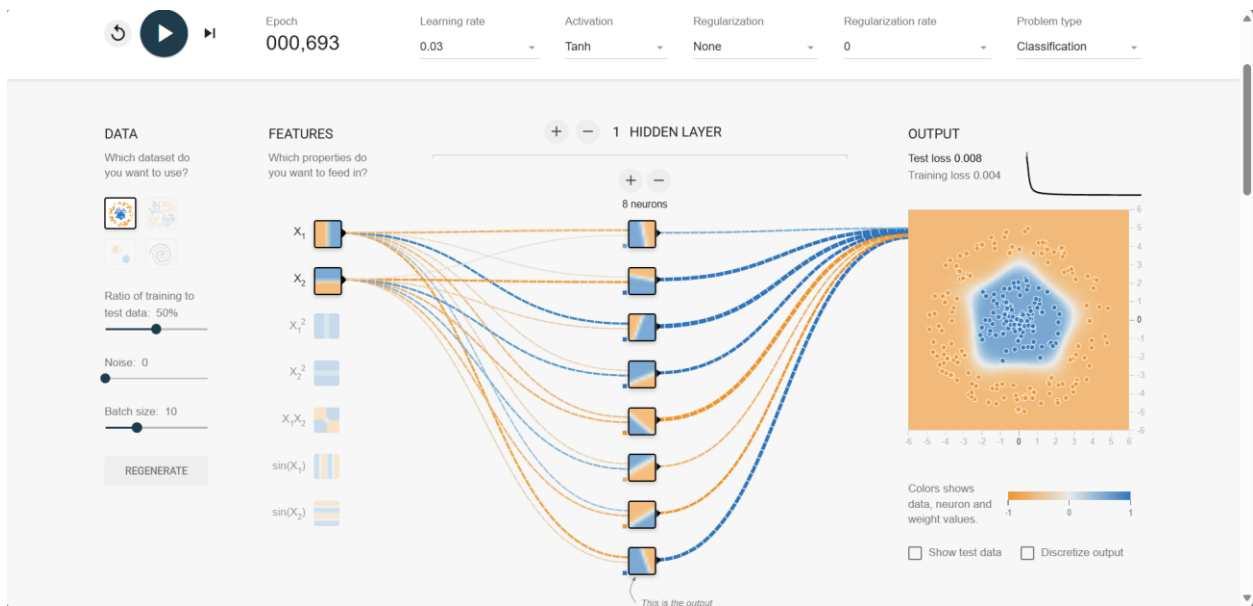 Epoch
000,693
Learning rate
0.03
Activation
Tanh
Regularization
None
Regularization rate
0
Problem type
Classification
DATA
Which dataset do
you want to use?
Ratio of training to
test data: 50%
Noise: 0
Batch size: 10
REGENERATE
FEATURES
Which properties do
you want to feed in?
X₁
X₂
X₁²
X₂²
X₁X₂
sin(X₁)
sin(X₂)
+ − 1 HIDDEN LAYER
+ −
8 neurons
This is the output
OUTPUT
Test loss 0.008
Training loss 0.004
6
5
4
3
2
1
0
-1
-2
-3
-4
-5
-6
-6 -5 -4 -3 -2 -1 0 1 2 3 4 5 6
Colors shows
data, neuron and
weight values.
-1 0 1
Show test data
Discretize output